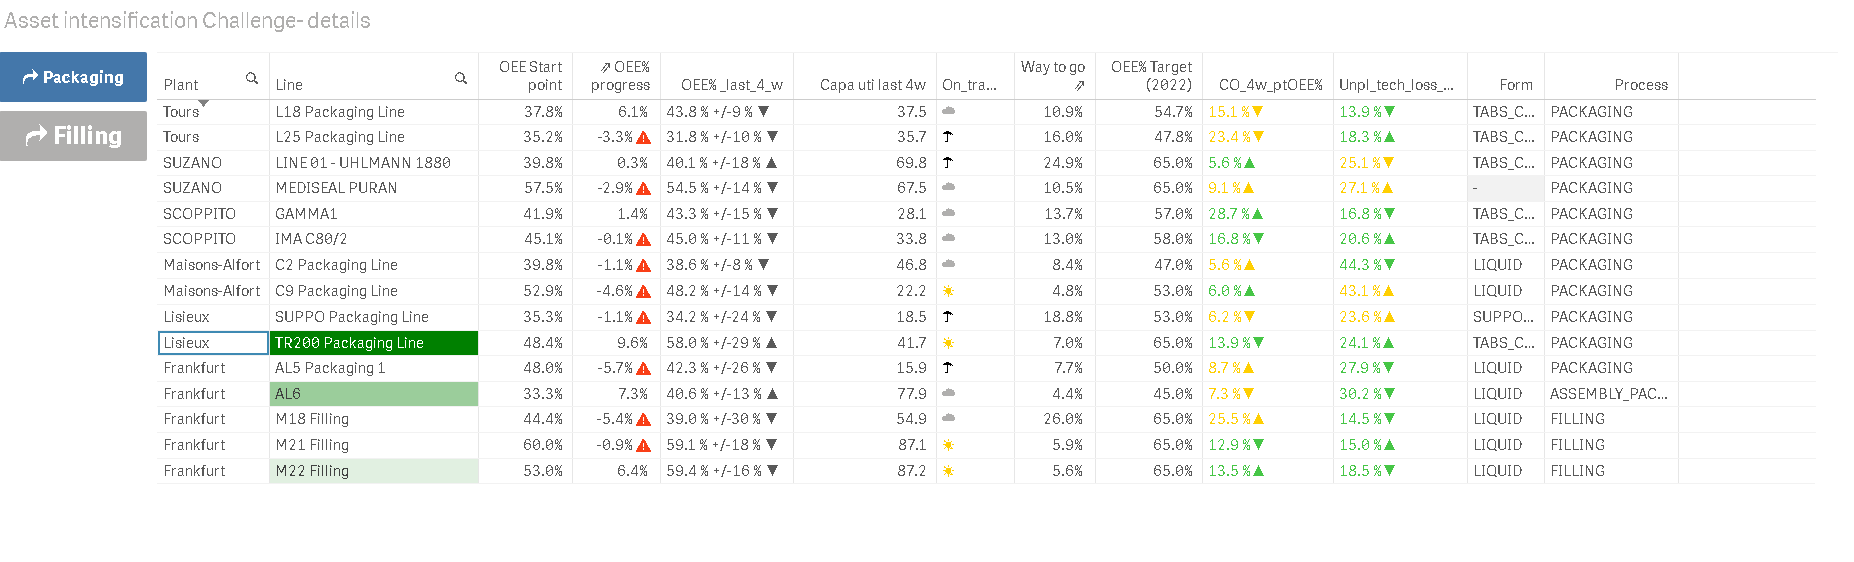 Asset intensification Challenge- details
Packaging
Filling
Plant Line OEE Start point OEE% progress OEE% _last_4_w Capa uti last 4w On_tra... Way to go OEE% Target (2022) CO_4w_ptOEE% Unpl_tech_loss_... Form Process
Tours L18 Packaging Line 37.8% 6.1% 43.8 % +/-9 % ▼ 37.5 10.9% 54.7% 15.1 %▼ 13.9 %▼ TABS_C... PACKAGING
Tours L25 Packaging Line 35.2% -3.3% 31.8 % +/-10 % ▼ 35.7 16.0% 47.8% 23.4 %▼ 18.3 %▲ TABS_C... PACKAGING
SUZANO LINE 01 - UHLMANN 1880 39.8% 0.3% 40.1 % +/-18 % ▲ 69.8 24.9% 65.0% 5.6 %▲ 25.1 %▼ TABS_C... PACKAGING
SUZANO MEDISEAL PURAN 57.5% -2.9% 54.5 % +/-14 % ▼ 67.5 10.5% 65.0% 9.1 %▲ 27.1 %▲ - PACKAGING
SCOPPITO GAMMA1 41.9% 1.4% 43.3 % +/-15 % ▼ 28.1 13.7% 57.0% 28.7 %▲ 16.8 %▼ TABS_C... PACKAGING
SCOPPITO IMA C80/2 45.1% -0.1% 45.0 % +/-11 % ▼ 33.8 13.0% 58.0% 16.8 %▼ 20.6 %▲ TABS_C... PACKAGING
Maisons-Alfort C2 Packaging Line 39.8% -1.1% 38.6 % +/-8 % ▼ 46.8 8.4% 47.0% 5.6 %▲ 44.3 %▼ LIQUID PACKAGING
Maisons-Alfort C9 Packaging Line 52.9% -4.6% 48.2 % +/-14 % ▼ 22.2 4.8% 53.0% 6.0 %▲ 43.1 %▲ LIQUID PACKAGING
Lisieux SUPPO Packaging Line 35.3% -1.1% 34.2 % +/-24 % ▼ 18.5 18.8% 53.0% 6.2 %▼ 23.6 %▲ SUPPO... PACKAGING
Lisieux TR200 Packaging Line 48.4% 9.6% 58.0 % +/-29 % ▲ 41.7 7.0% 65.0% 13.9 %▼ 24.1 %▲ TABS_C... PACKAGING
Frankfurt AL5 Packaging 1 48.0% -5.7% 42.3 % +/-26 % ▼ 15.9 7.7% 50.0% 8.7 %▲ 27.9 %▼ LIQUID PACKAGING
Frankfurt AL6 33.3% 7.3% 40.6 % +/-13 % ▲ 77.9 4.4% 45.0% 7.3 %▼ 30.2 %▼ LIQUID ASSEMBLY_PAC...
Frankfurt M18 Filling 44.4% -5.4% 39.0 % +/-30 % ▼ 54.9 26.0% 65.0% 25.5 %▲ 14.5 %▼ LIQUID FILLING
Frankfurt M21 Filling 60.0% -0.9% 59.1 % +/-18 % ▼ 87.1 5.9% 65.0% 12.9 %▼ 15.0 %▲ LIQUID FILLING
Frankfurt M22 Filling 53.0% 6.4% 59.4 % +/-16 % ▼ 87.2 5.6% 65.0% 13.5 %▲ 18.5 %▼ LIQUID FILLING